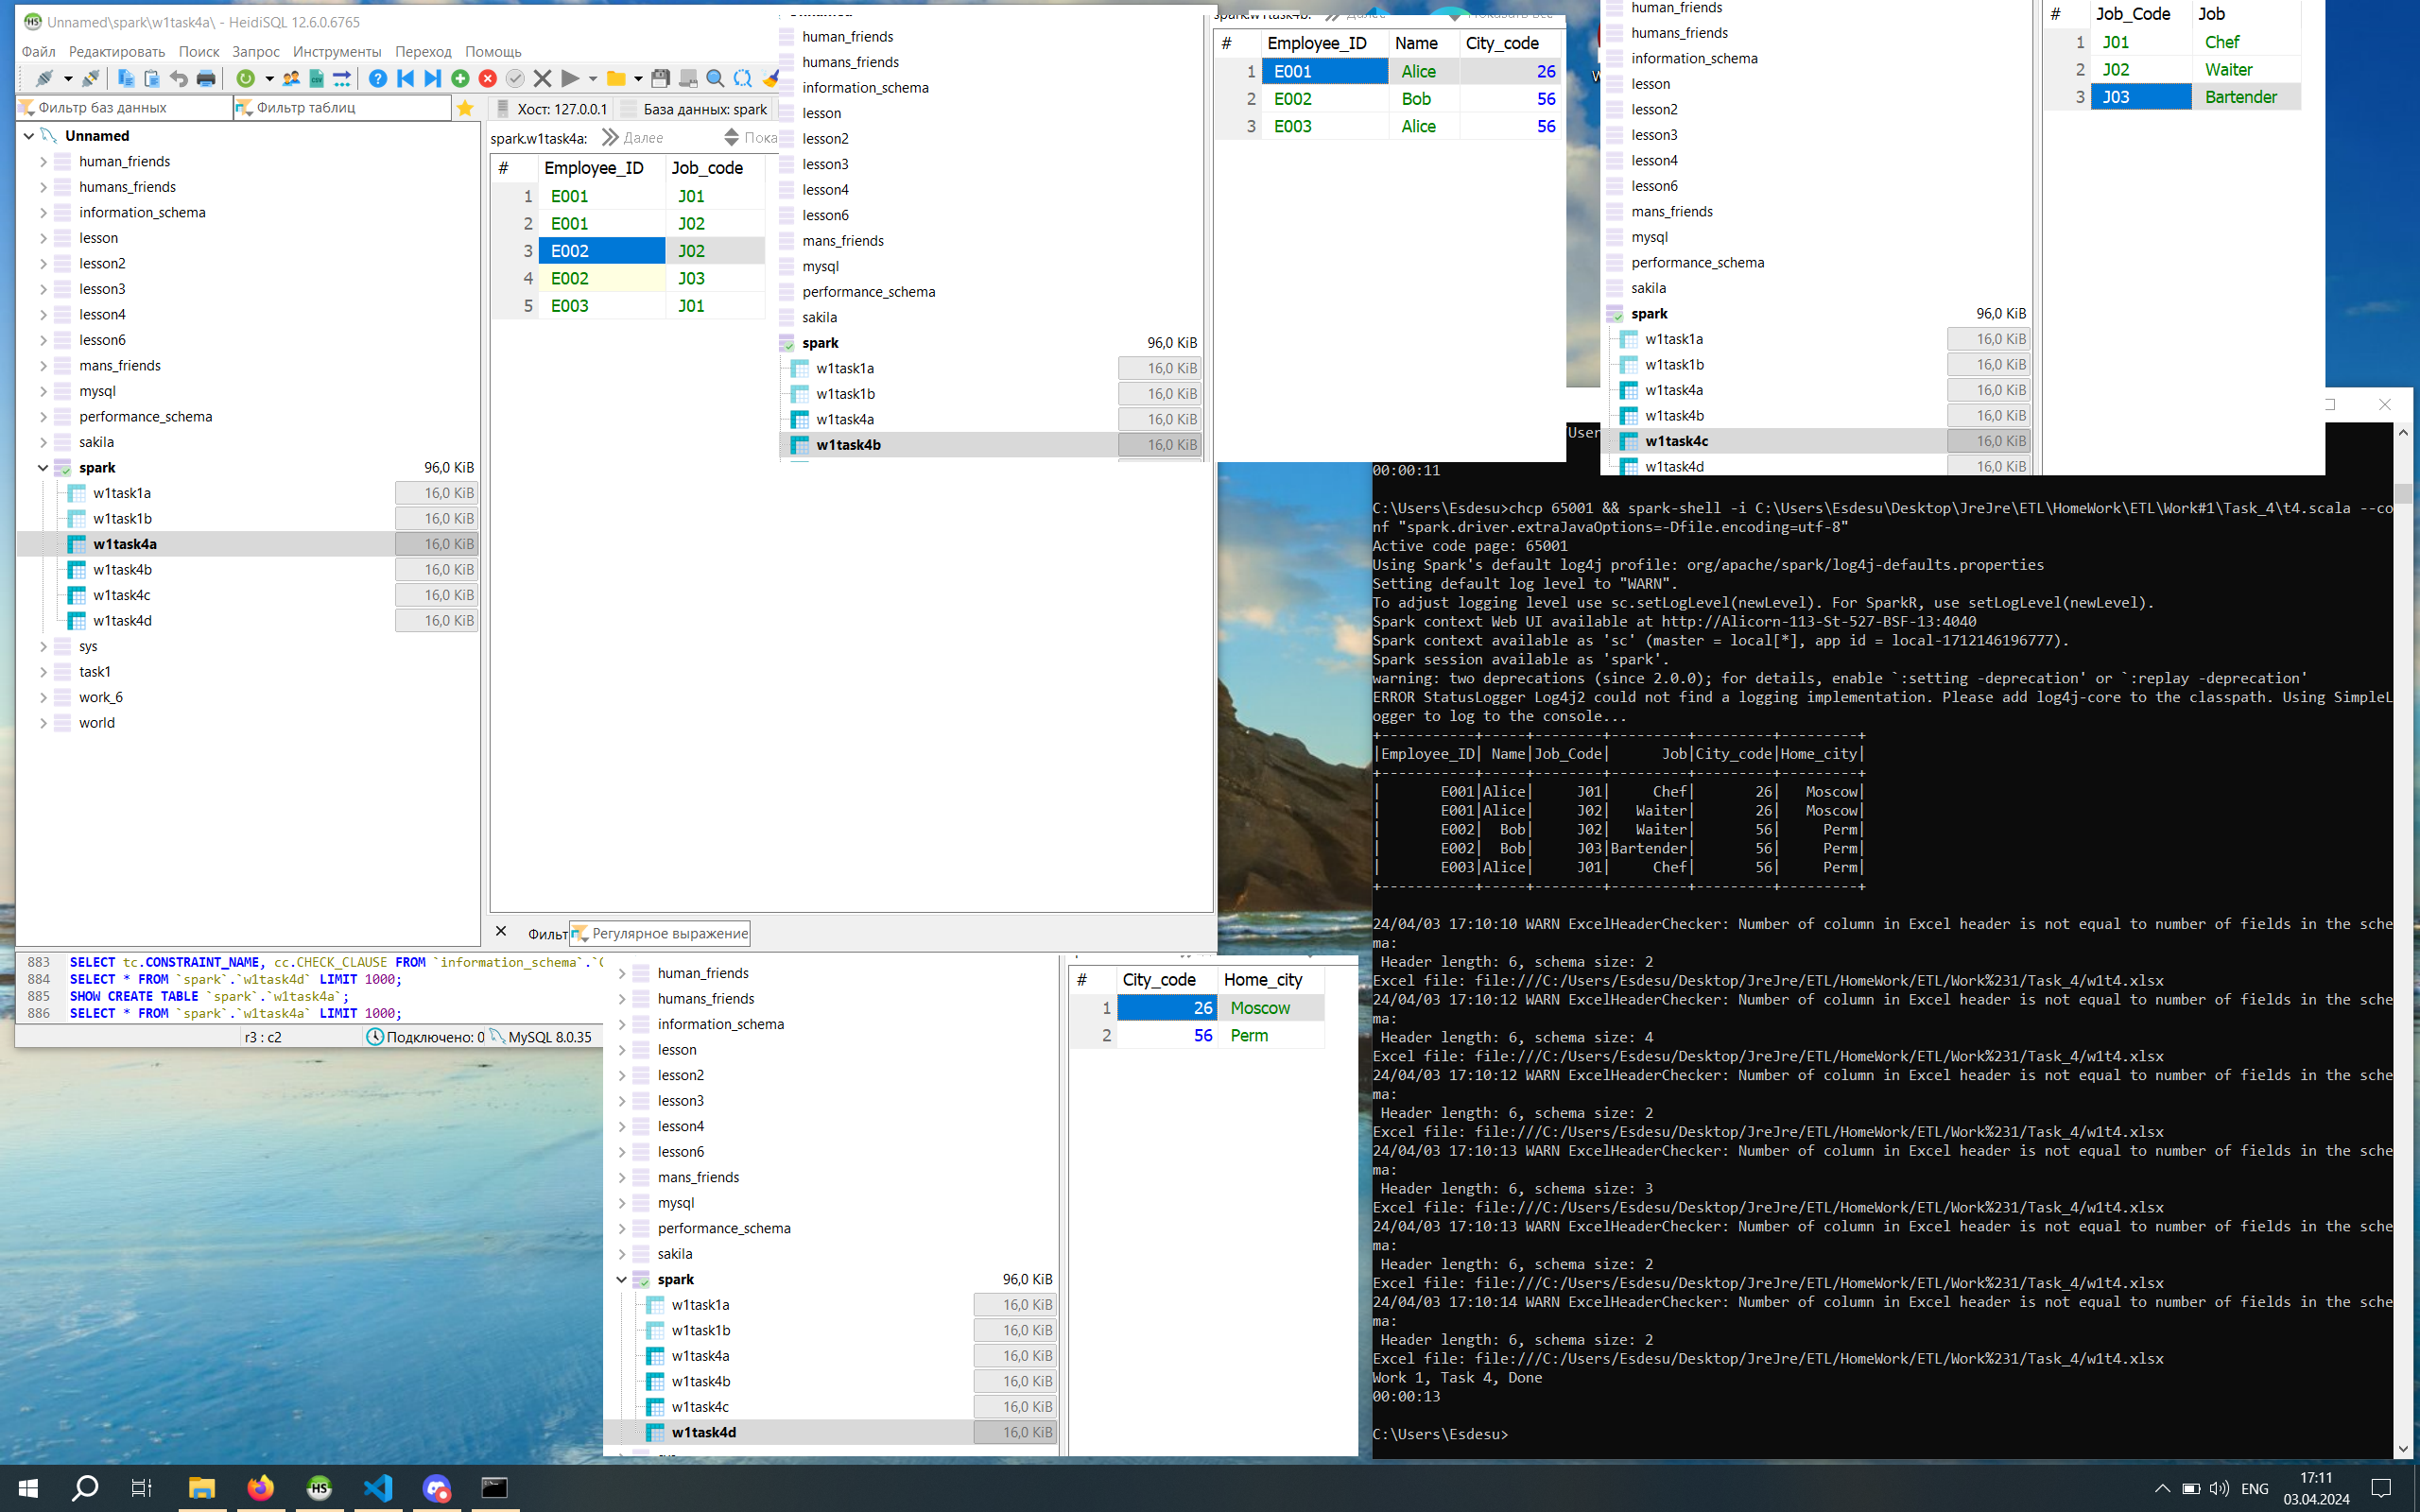 Unnamed\spark\w1task4a\ - HeidiSQL 12.6.0.6765
Файл Редактировать Поиск Запрос Инструменты Переход Помощь
Фильтр баз данных
Фильтр таблиц
Хост: 127.0.0.1
База данных: spark
Unnamed
human_friends
humans_friends
information_schema
lesson
lesson2
lesson3
lesson4
lesson6
mans_friends
mysql
performance_schema
sakila
spark 96,0 KiB
w1task1a 16,0 KiB
w1task1b 16,0 KiB
w1task4a 16,0 KiB
w1task4b 16,0 KiB
w1task4c 16,0 KiB
w1task4d 16,0 KiB
sys
task1
work_6
world
spark.w1task4a: Далее
# Employee_ID Job_code
1 E001 J01
2 E001 J02
3 E002 J02
4 E002 J03
5 E003 J01
Фильт
Регулярное выражение
883 SELECT tc.CONSTRAINT_NAME, cc.CHECK_CLAUSE FROM `information_schema`.`C
884 SELECT * FROM `spark`.`w1task4d` LIMIT 1000;
885 SHOW CREATE TABLE `spark`.`w1task4a`;
886 SELECT * FROM `spark`.`w1task4a` LIMIT 1000;
r3 : c2
Подключено: 0
MySQL 8.0.35
human_friends
humans_friends
information_schema
lesson
lesson2
lesson3
lesson4
lesson6
mans_friends
mysql
performance_schema
sakila
spark 96,0 KiB
w1task1a 16,0 KiB
w1task1b 16,0 KiB
w1task4a 16,0 KiB
w1task4b 16,0 KiB
# Employee_ID Name City_code
1 E001 Alice 26
2 E002 Bob 56
3 E003 Alice 56
human_friends
humans_friends
information_schema
lesson
lesson2
lesson3
lesson4
lesson6
mans_friends
mysql
performance_schema
sakila
spark 96,0 KiB
w1task1a 16,0 KiB
w1task1b 16,0 KiB
w1task4a 16,0 KiB
w1task4b 16,0 KiB
w1task4c 16,0 KiB
w1task4d 16,0 KiB
# Job_Code Job
1 J01 Chef
2 J02 Waiter
3 J03 Bartender
human_friends
humans_friends
information_schema
lesson
lesson2
lesson3
lesson4
lesson6
mans_friends
mysql
performance_schema
sakila
spark 96,0 KiB
w1task1a 16,0 KiB
w1task1b 16,0 KiB
w1task4a 16,0 KiB
w1task4b 16,0 KiB
w1task4c 16,0 KiB
w1task4d 16,0 KiB
# City_code Home_city
1 26 Moscow
2 56 Perm
00:00:11
C:\Users\Esdesu>chcp 65001 && spark-shell -i C:\Users\Esdesu\Desktop\JreJre\ETL\HomeWork\ETL\Work#1\Task_4\t4.scala --co
nf "spark.driver.extraJavaOptions=-Dfile.encoding=utf-8"
Active code page: 65001
Using Spark's default log4j profile: org/apache/spark/log4j-defaults.properties
Setting default log level to "WARN".
To adjust logging level use sc.setLogLevel(newLevel). For SparkR, use setLogLevel(newLevel).
Spark context Web UI available at http://Alicorn-113-St-527-BSF-13:4040
Spark context available as 'sc' (master = local[*], app id = local-1712146196777).
Spark session available as 'spark'.
warning: two deprecations (since 2.0.0); for details, enable `:setting -deprecation' or `:replay -deprecation'
ERROR StatusLogger Log4j2 could not find a logging implementation. Please add log4j-core to the classpath. Using SimpleL
ogger to log to the console...
+-----------+-----+--------+---------+---------+---------+
|Employee_ID| Name|Job_Code|      Job|City_code|Home_city|
+-----------+-----+--------+---------+---------+---------+
|       E001|Alice|     J01|     Chef|       26|   Moscow|
|       E001|Alice|     J02|   Waiter|       26|   Moscow|
|       E002|  Bob|     J02|   Waiter|       56|     Perm|
|       E002|  Bob|     J03|Bartender|       56|     Perm|
|       E003|Alice|     J01|     Chef|       56|     Perm|
+-----------+-----+--------+---------+---------+---------+
24/04/03 17:10:10 WARN ExcelHeaderChecker: Number of column in Excel header is not equal to number of fields in the sche
ma:
Header length: 6, schema size: 2
Excel file: file:///C:/Users/Esdesu/Desktop/JreJre/ETL/HomeWork/ETL/Work%231/Task_4/w1t4.xlsx
24/04/03 17:10:12 WARN ExcelHeaderChecker: Number of column in Excel header is not equal to number of fields in the sche
ma:
Header length: 6, schema size: 4
Excel file: file:///C:/Users/Esdesu/Desktop/JreJre/ETL/HomeWork/ETL/Work%231/Task_4/w1t4.xlsx
24/04/03 17:10:12 WARN ExcelHeaderChecker: Number of column in Excel header is not equal to number of fields in the sche
ma:
Header length: 6, schema size: 2
Excel file: file:///C:/Users/Esdesu/Desktop/JreJre/ETL/HomeWork/ETL/Work%231/Task_4/w1t4.xlsx
24/04/03 17:10:13 WARN ExcelHeaderChecker: Number of column in Excel header is not equal to number of fields in the sche
ma:
Header length: 6, schema size: 3
Excel file: file:///C:/Users/Esdesu/Desktop/JreJre/ETL/HomeWork/ETL/Work%231/Task_4/w1t4.xlsx
24/04/03 17:10:13 WARN ExcelHeaderChecker: Number of column in Excel header is not equal to number of fields in the sche
ma:
Header length: 6, schema size: 2
Excel file: file:///C:/Users/Esdesu/Desktop/JreJre/ETL/HomeWork/ETL/Work%231/Task_4/w1t4.xlsx
24/04/03 17:10:14 WARN ExcelHeaderChecker: Number of column in Excel header is not equal to number of fields in the sche
ma:
Header length: 6, schema size: 2
Excel file: file:///C:/Users/Esdesu/Desktop/JreJre/ETL/HomeWork/ETL/Work%231/Task_4/w1t4.xlsx
Work 1, Task 4, Done
00:00:13
C:\Users\Esdesu>
ENG
17:11
03.04.2024